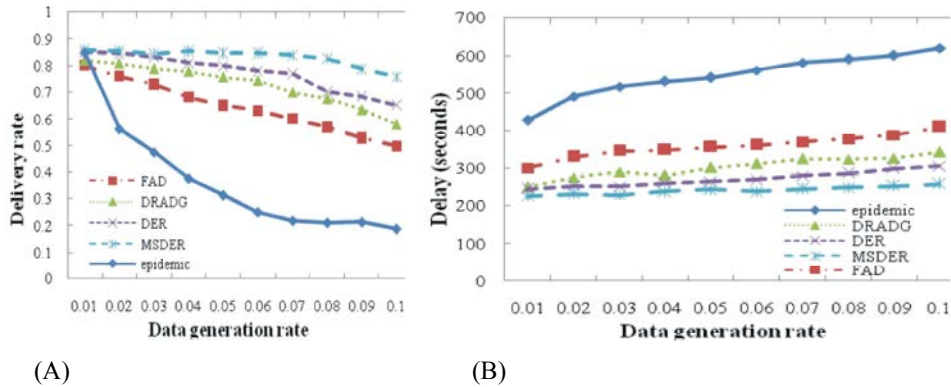 1
0.9
0.8
0.7
0.6
0.5
0.4
0.3
0.2
0.1
0
Delivery rate
FAD
DRADG
DER
MSDER
epidemic
0.01 0.02 0.03 0.04 0.05 0.06 0.07 0.08 0.09 0.1
Data generation rate
(A)
700
600
500
400
300
200
100
0
Delay (seconds)
epidemic
DRADG
DER
MSDER
FAD
0.01 0.02 0.03 0.04 0.05 0.06 0.07 0.08 0.09 0.1
Data generation rate
(B)